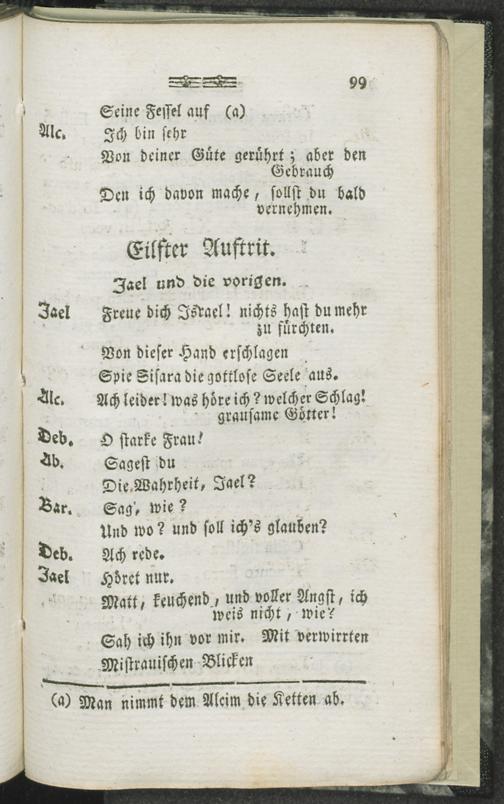 99
Seine Fessel auf (a)
Alc. Ich bin sehr
Von deiner Güte gerührt; aber den
Gebrauch
Den ich davon mache, sollst du bald
vernehmen.
Eilfter Auftrit.
Jael und die vorigen.
Jael Freue dich Israel! nichts hast du mehr
zu fürchten.
Von dieser Hand erschlagen
Spie Sisara die gottlose Seele aus.
Alc. Ach leider! was höre ich? welcher Schlag!
grausame Götter!
Deb. O starke Frau!
Ab. Sagest du
Die Wahrheit, Jael?
Bar. Sag', wie?
Und wo? und soll ich's glauben?
Deb. Ach rede.
Jael Höret nur.
Matt, keuchend, und voller Angst, ich
weis nicht, wie?
Sah ich ihn vor mir. Mit verwirrten
Mistrauischen Blicken
(a) Man nimmt dem Alcim die Ketten ab.